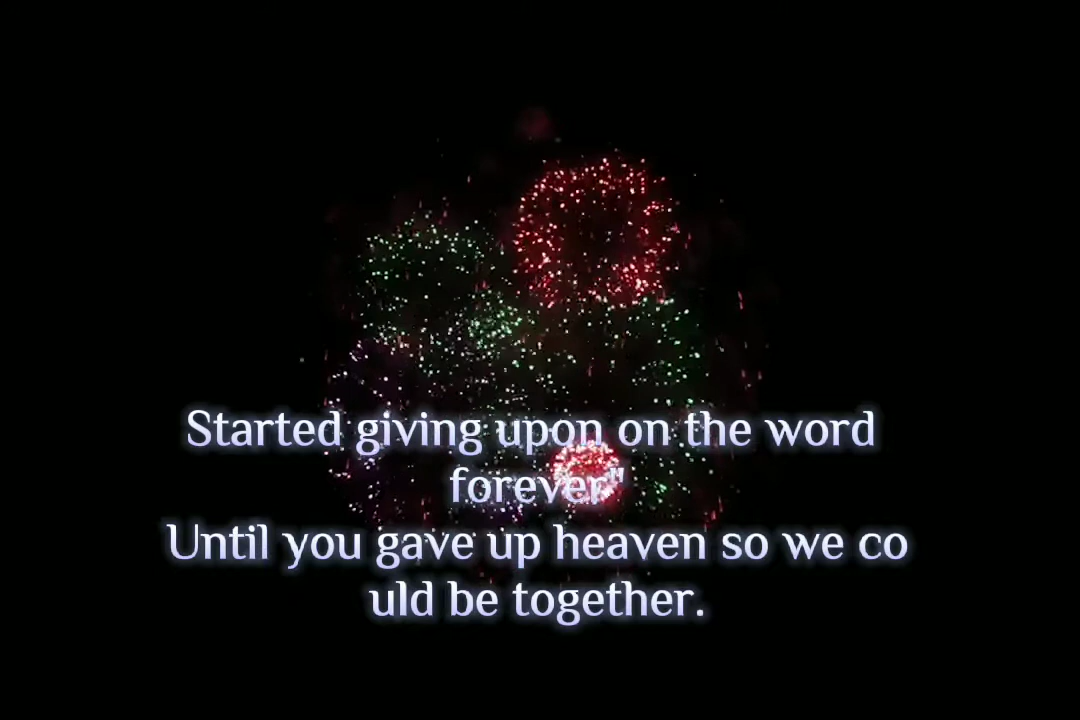 Started giving upon on the word
forever"
Until you gave up heaven so we co
uld be together.